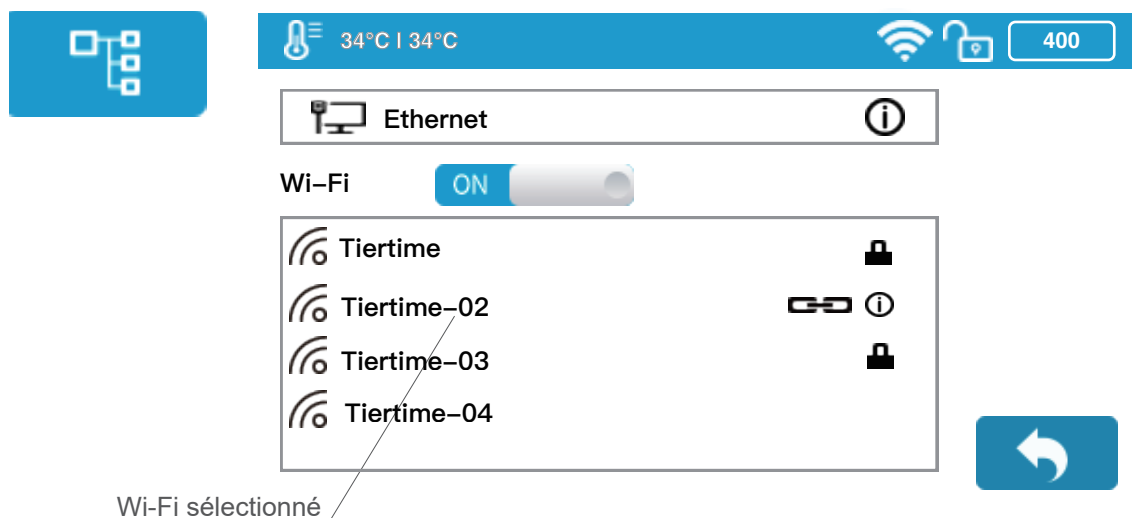 34°C I 34°C
400
Ethernet
Wi–Fi
ON
Tiertime
Tiertime–02
Tiertime–03
Tiertime–04
Wi-Fi sélectionné